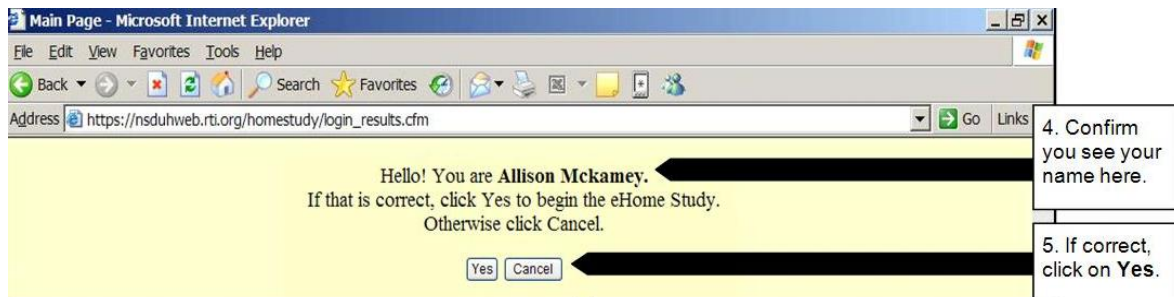 Main Page - Microsoft Internet Explorer
File Edit View Favorites Tools Help
Back Search Favorites
Address https://nsduhweb.rti.org/homestudy/login_results.cfm Go Links
Hello! You are Allison Mckamey.
If that is correct, click Yes to begin the eHome Study.
Otherwise click Cancel.
Yes Cancel
4. Confirm
you see your
name here.
5. If correct,
click on Yes.